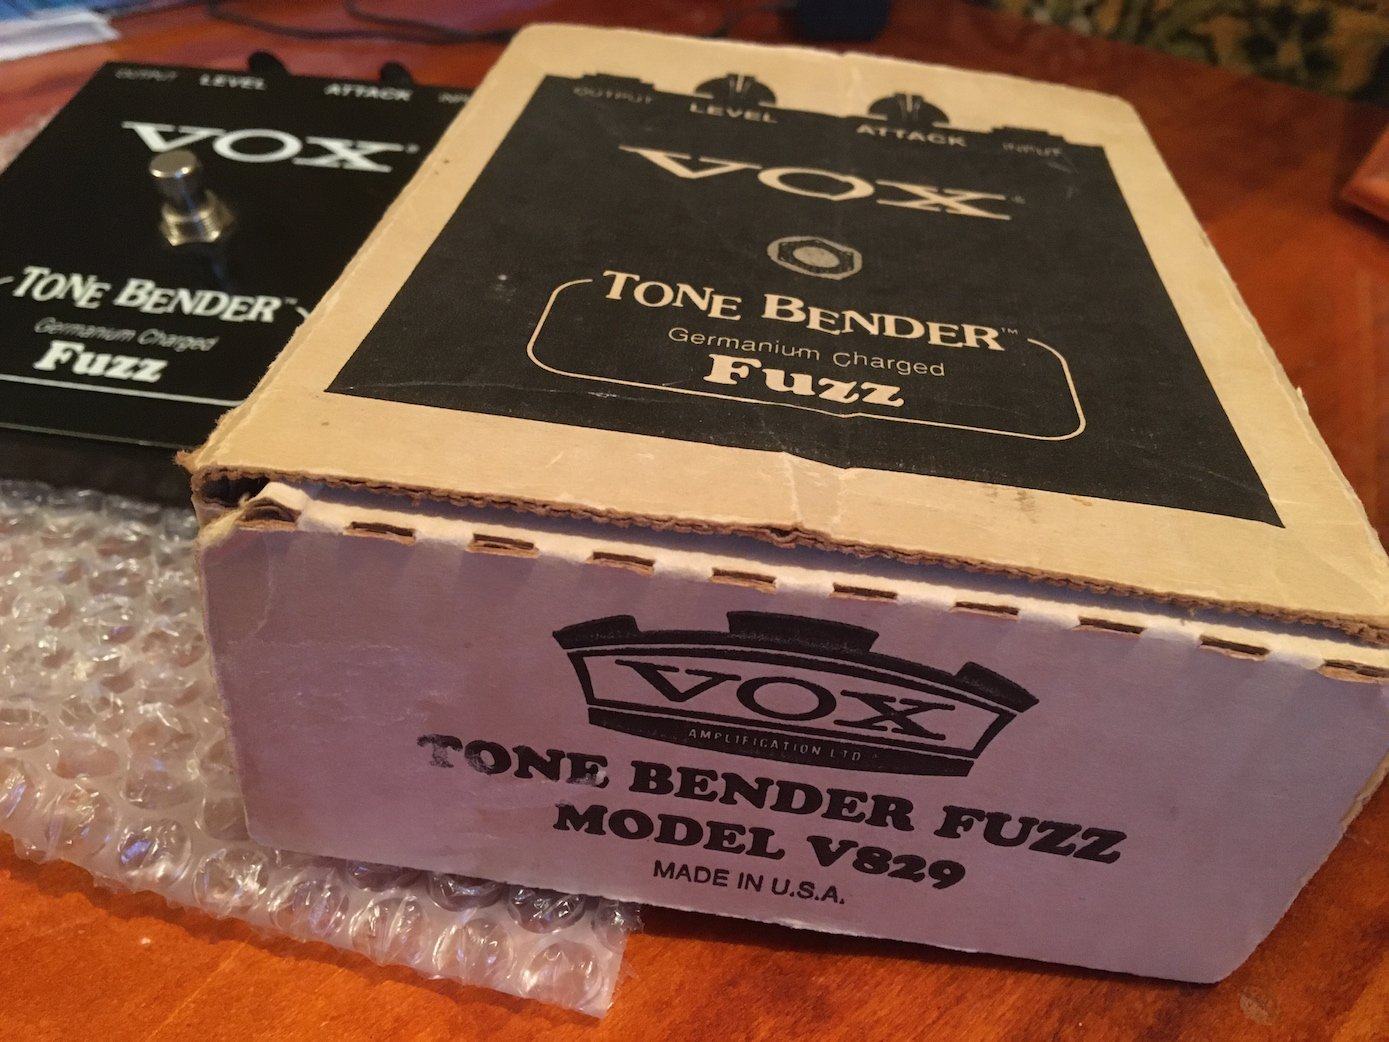 OUTPUT LEVEL ATTACK
VOX
TONE BENDER™
Germanium Charged
Fuzz
OUTPUT LEVEL ATTACK INPUT
VOX®
TONE BENDER™
Germanium Charged
Fuzz
VOX
AMPLIFICATION LTD
TONE BENDER FUZZ
MODEL V829
MADE IN U.S.A.